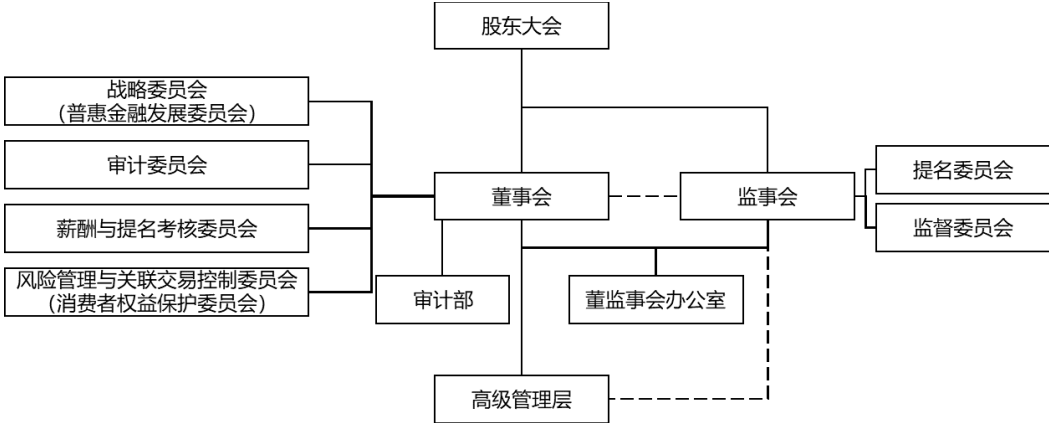 股东大会
战略委员会
（普惠金融发展委员会）
审计委员会
薪酬与提名考核委员会
风险管理与关联交易控制委员会
（消费者权益保护委员会）
董事会
监事会
提名委员会
监督委员会
审计部
董监事会办公室
高级管理层